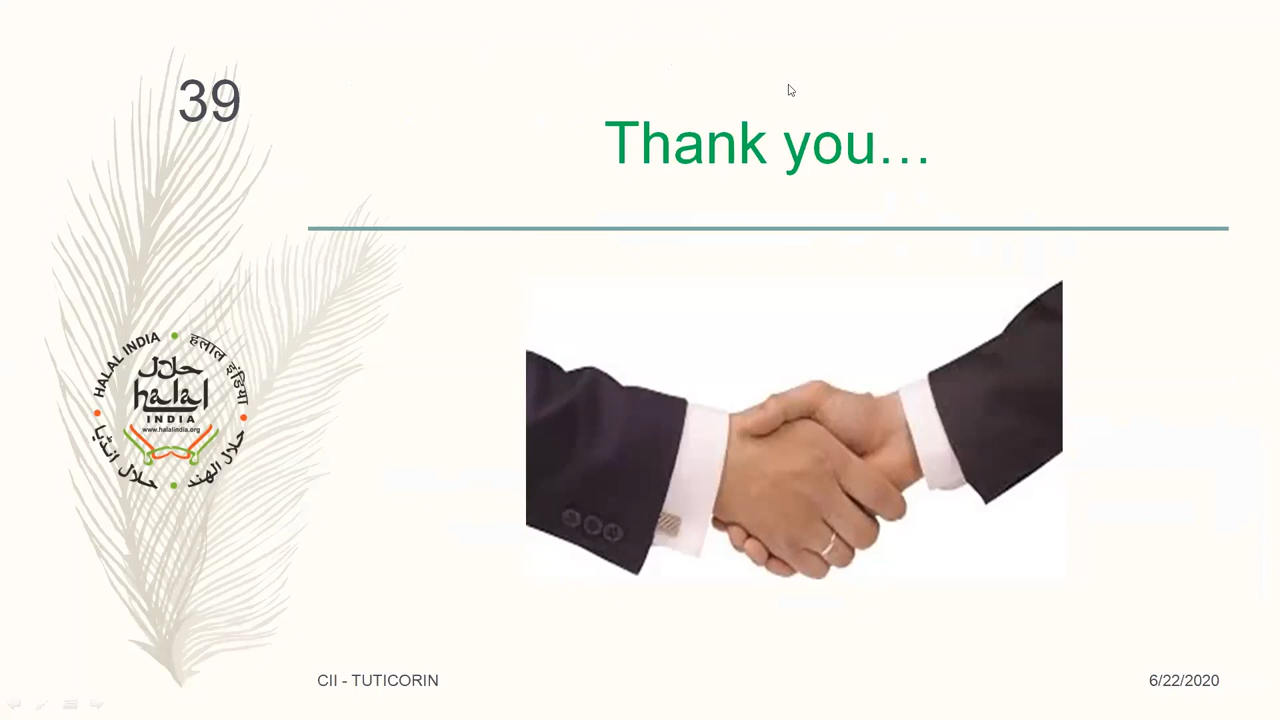 39
Thank you…
HALAL INDIA
हलाल इंडिया
حلال
halal
INDIA
www.halalindia.org
حلال انڈیا
حلال الهند
CII - TUTICORIN
6/22/2020